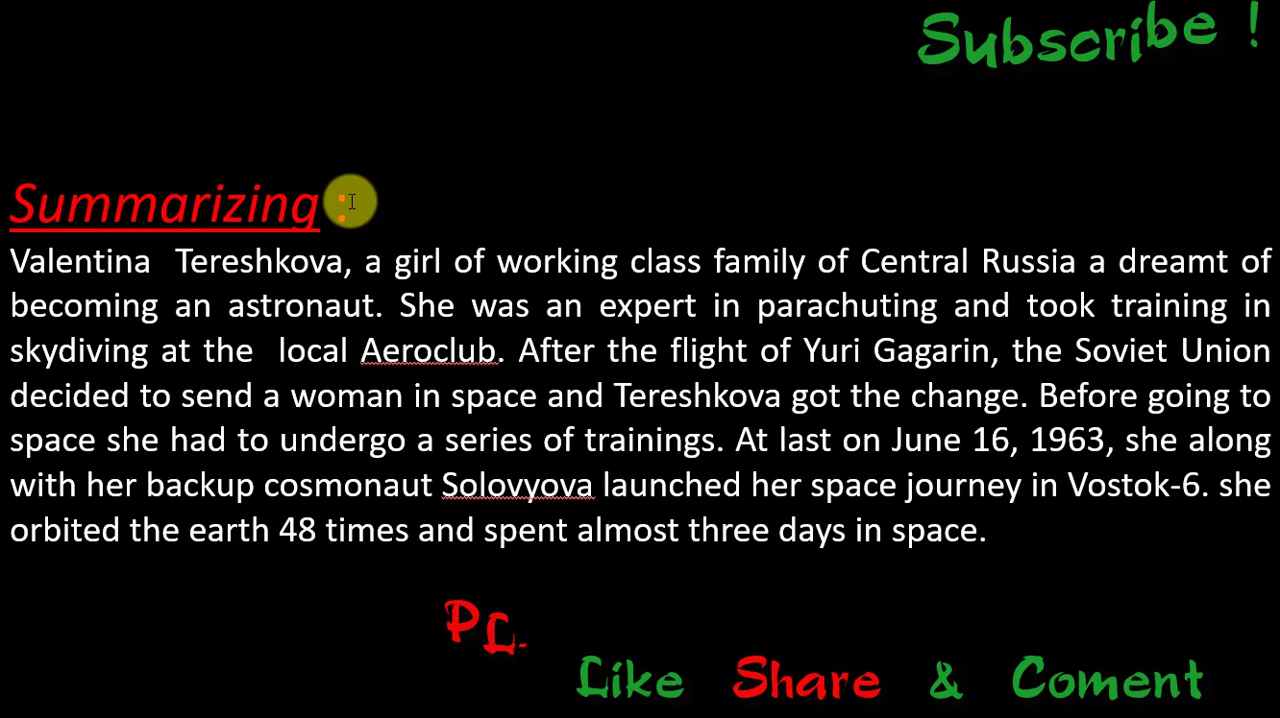 Subscribe !
Summarizing :
Valentina Tereshkova, a girl of working class family of Central Russia a dreamt of
becoming an astronaut. She was an expert in parachuting and took training in
skydiving at the local Aeroclub. After the flight of Yuri Gagarin, the Soviet Union
decided to send a woman in space and Tereshkova got the change. Before going to
space she had to undergo a series of trainings. At last on June 16, 1963, she along
with her backup cosmonaut Solovyova launched her space journey in Vostok-6. she
orbited the earth 48 times and spent almost three days in space.
PL.
Like Share & Coment